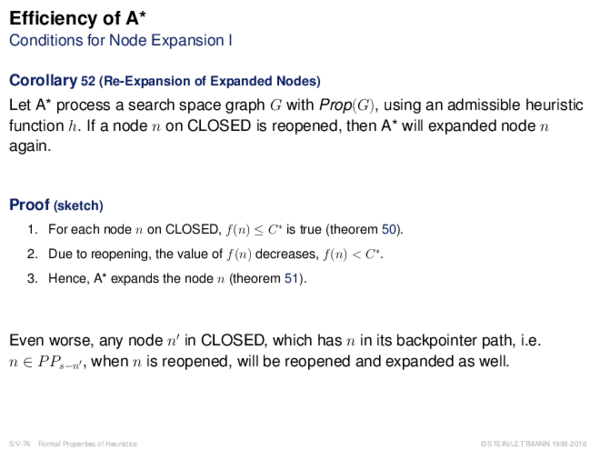 Efficiency of A*
Conditions for Node Expansion I
Corollary 52 (Re-Expansion of Expanded Nodes)
Let A* process a search space graph G with Prop(G), using an admissible heuristic
function h. If a node n on CLOSED is reopened, then A* will expanded node n
again.
Proof (sketch)
1. For each node n on CLOSED, f(n) ≤ C* is true (theorem 50).
2. Due to reopening, the value of f(n) decreases, f(n) < C*.
3. Hence, A* expands the node n (theorem 51).
Even worse, any node n′ in CLOSED, which has n in its backpointer path, i.e.
n ∈ PP_{s−n′}, when n is reopened, will be reopened and expanded as well.
S:V-76 Formal Properties of Heuristics
© STEIN/LETTMANN 1998-2018